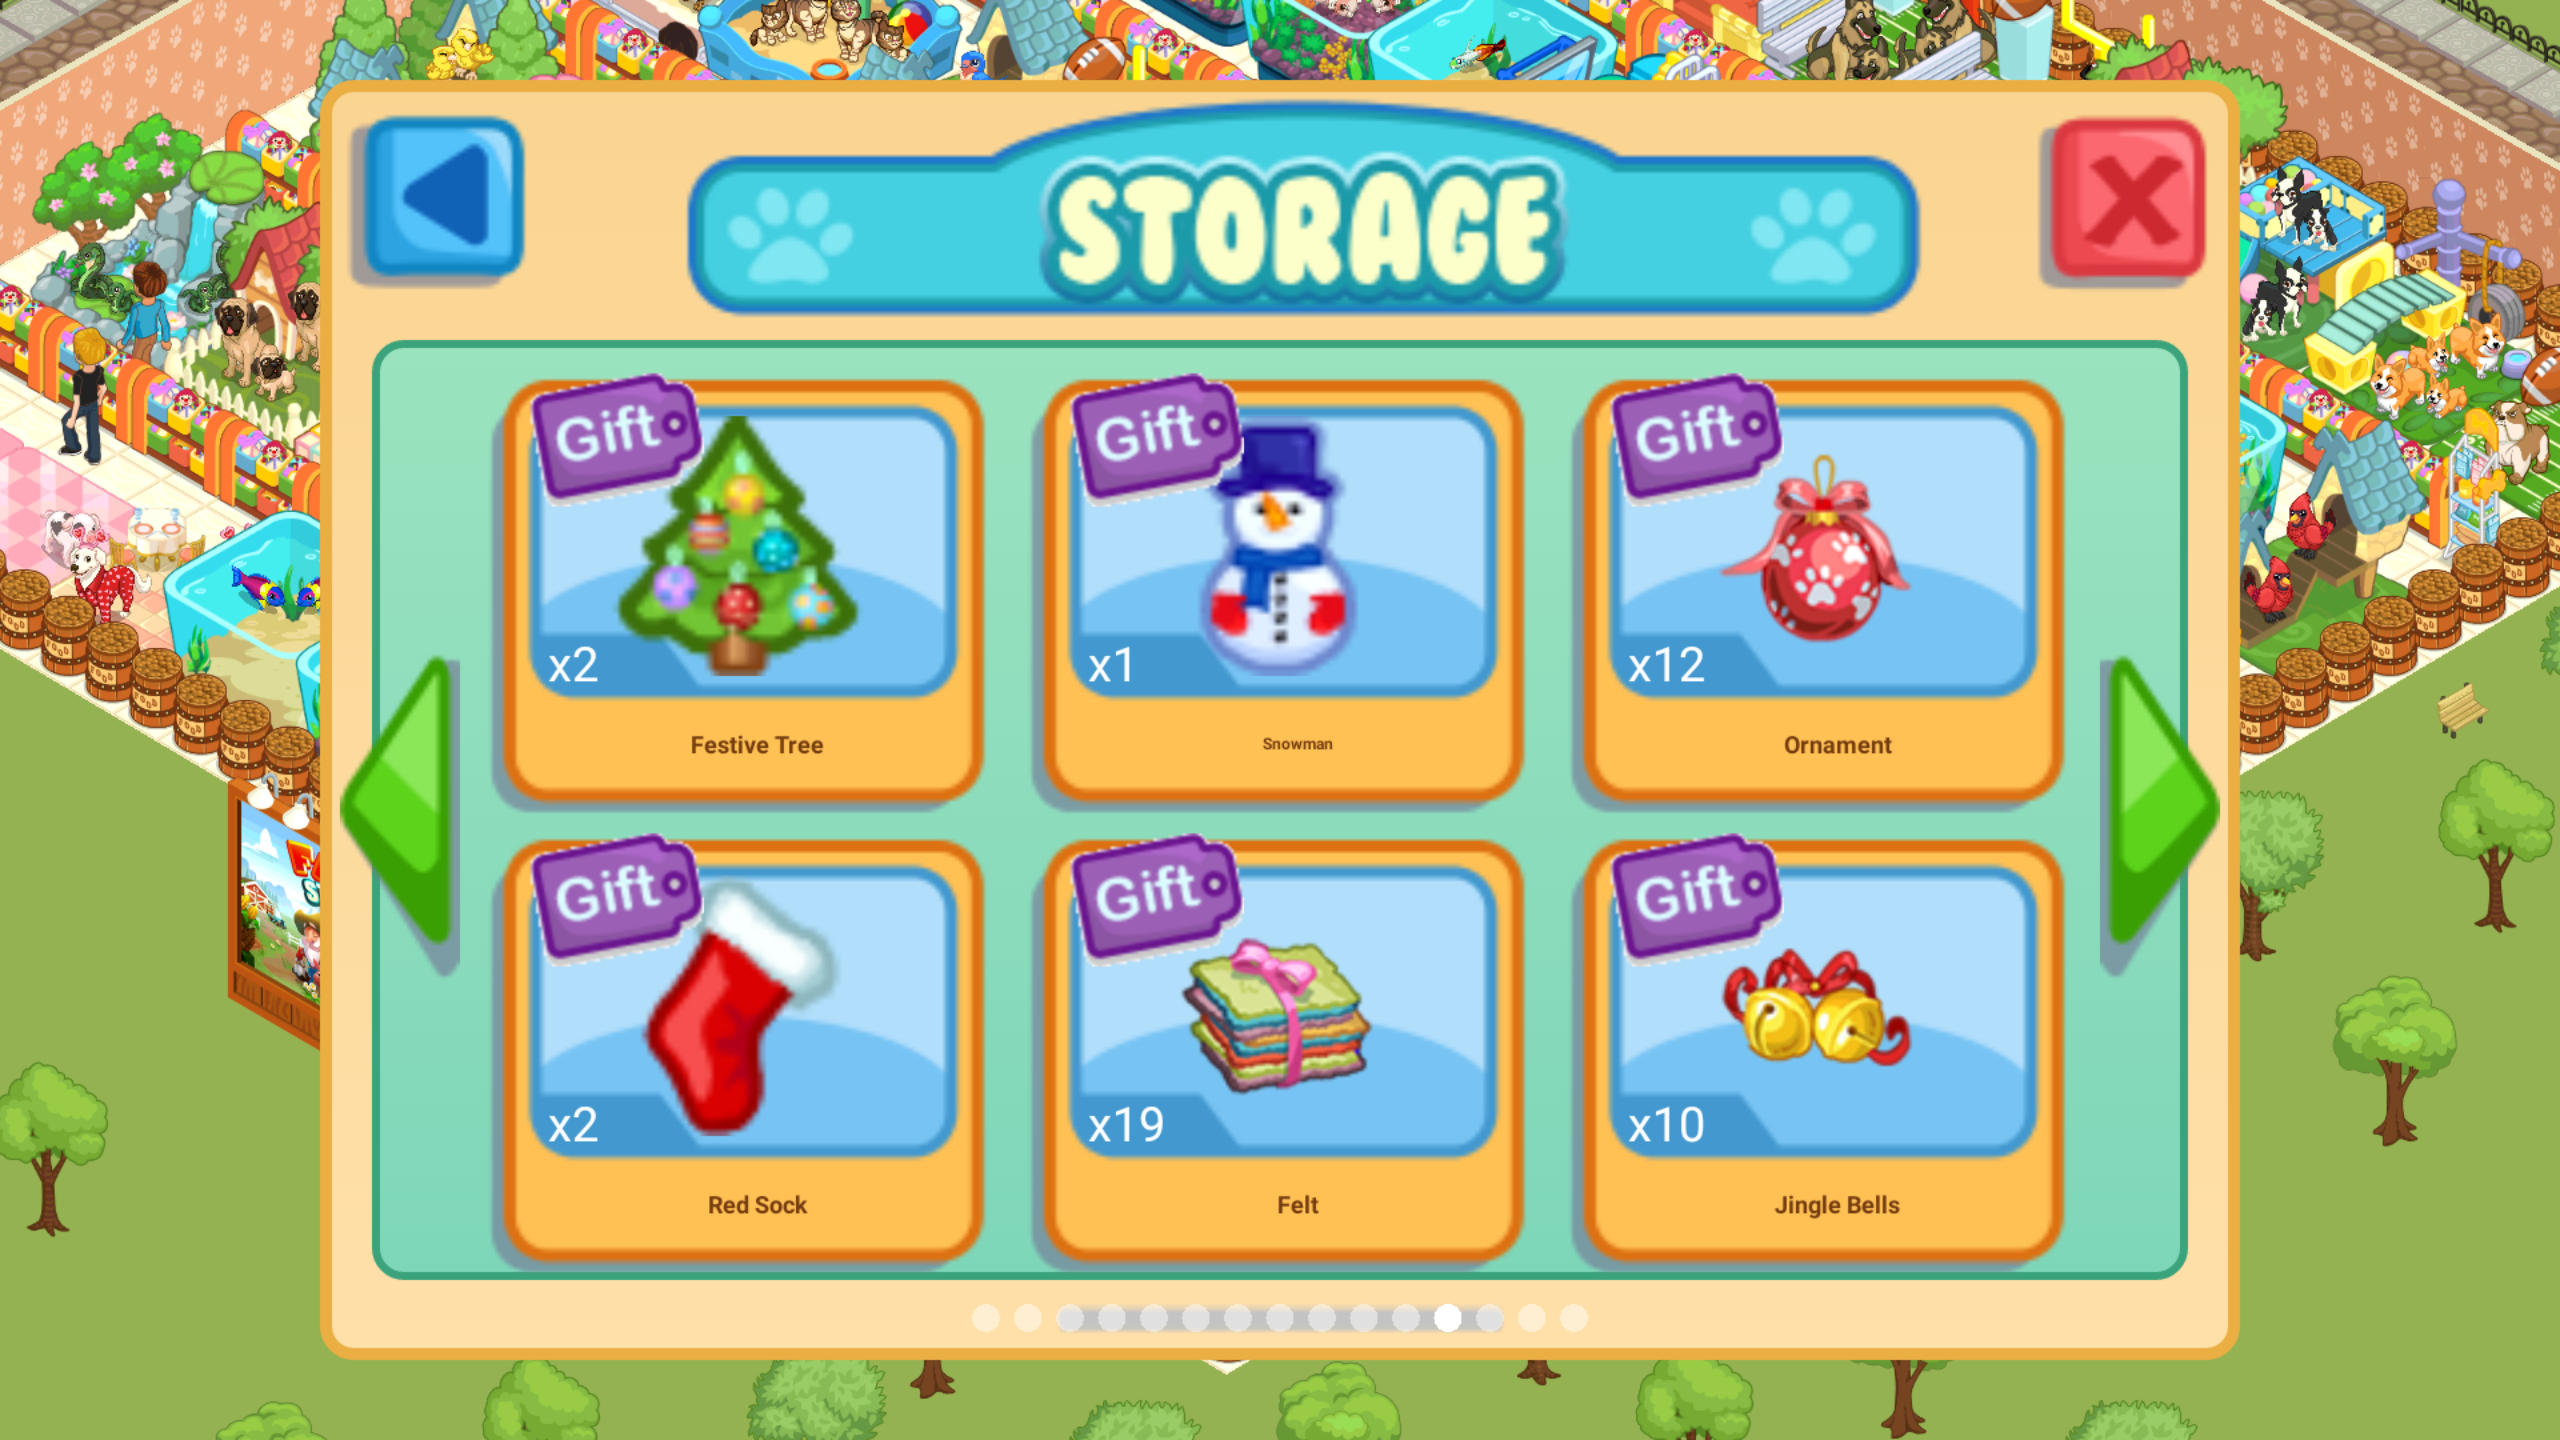 STORAGE
Gift
x2
Festive Tree
Gift
x1
Snowman
Gift
x12
Ornament
Gift
x2
Red Sock
Gift
x19
Felt
Gift
x10
Jingle Bells